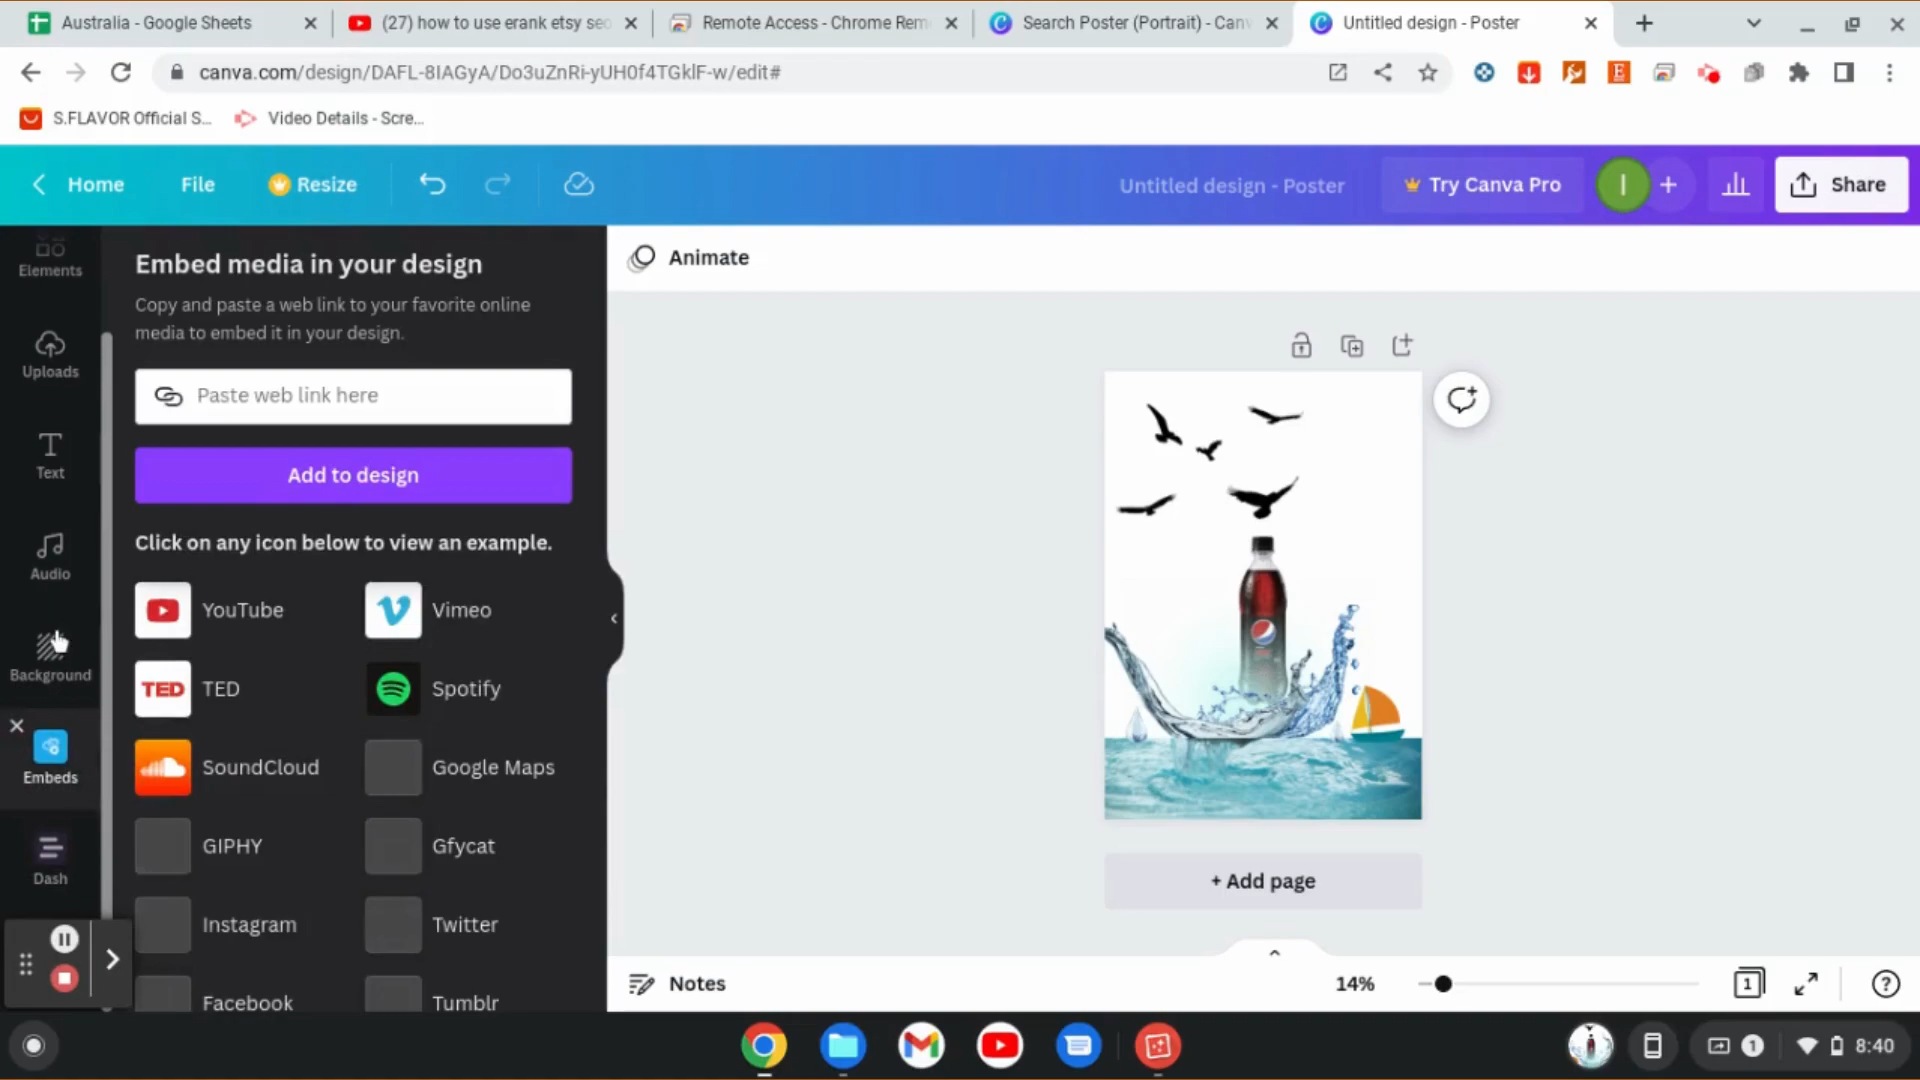 Australia - Google Sheets
(27) how to use erank etsy seo
Remote Access - Chrome Rem
Search Poster (Portrait) - Canv
Untitled design - Poster
canva.com/design/DAFL-8IAGyA/Do3uZnRi-yUH0f4TGklF-w/edit#
S.FLAVOR Official S...
Video Details - Scre...
Home
File
Resize
Untitled design - Poster
Try Canva Pro
I
Share
Elements
Uploads
Text
Audio
Background
Embeds
Dash
Embed media in your design
Copy and paste a web link to your favorite online
media to embed it in your design.
Paste web link here
Add to design
Click on any icon below to view an example.
YouTube
Vimeo
TED
TED
Spotify
SoundCloud
Google Maps
GIPHY
Gfycat
Instagram
Twitter
Facebook
Tumblr
Animate
+ Add page
Notes
14%
1
1
8:40